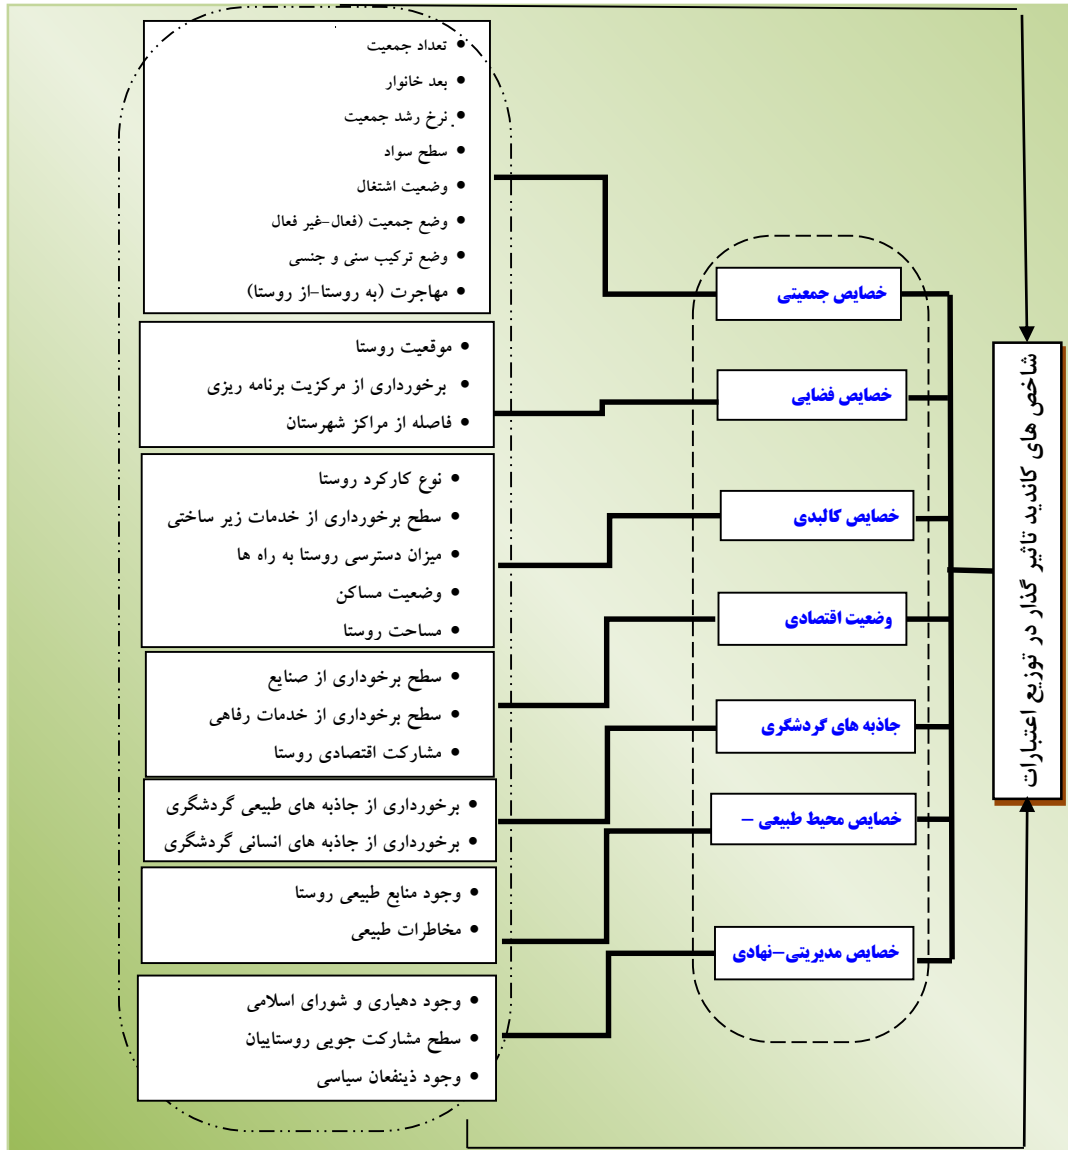 شاخص های کاندید تاثیر گذار در توزیع اعتبارات
خصایص جمعیتی
تعداد جمعیت
بعد خانوار
نرخ رشد جمعیت
سطح سواد
وضعیت اشتغال
وضع جمعیت (فعال-غیر فعال
وضع ترکیب سنی و جنسی
مهاجرت (به روستا-از روستا)
خصایص فضایی
موقعیت روستا
برخورداری از مرکزیت برنامه ریزی
فاصله از مراکز شهرستان
خصایص کالبدی
نوع کارکرد روستا
سطح برخورداری از خدمات زیر ساختی
میزان دسترسی روستا به راه ها
وضعیت مساکن
مساحت روستا
وضعیت اقتصادی
سطح برخوداری از صنایع
سطح برخوداری از خدمات رفاهی
مشارکت اقتصادی روستا
جاذبه های گردشگری
برخورداری از جاذبه های طبیعی گردشگری
برخورداری از جاذبه های انسانی گردشگری
خصایص محیط طبیعی -
وجود منابع طبیعی روستا
مخاطرات طبیعی
خصایص مدیریتی-نهادی
وجود دهیاری و شورای اسلامی
سطح مشارکت جویی روستاییان
وجود ذینفعان سیاسی